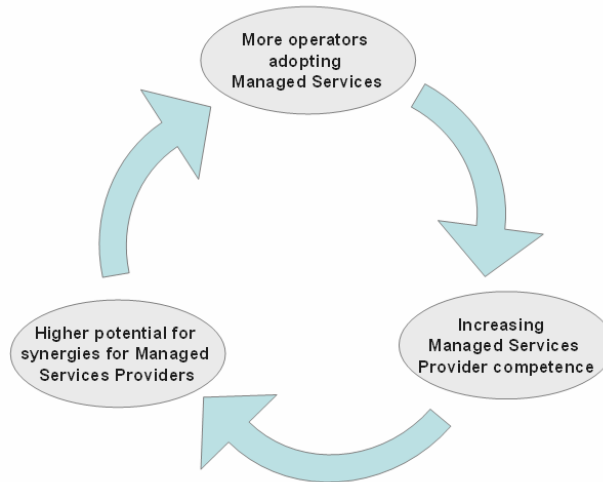 More operators
adopting
Managed Services
Increasing
Managed Services
Provider competence
Higher potential for
synergies for Managed
Services Providers